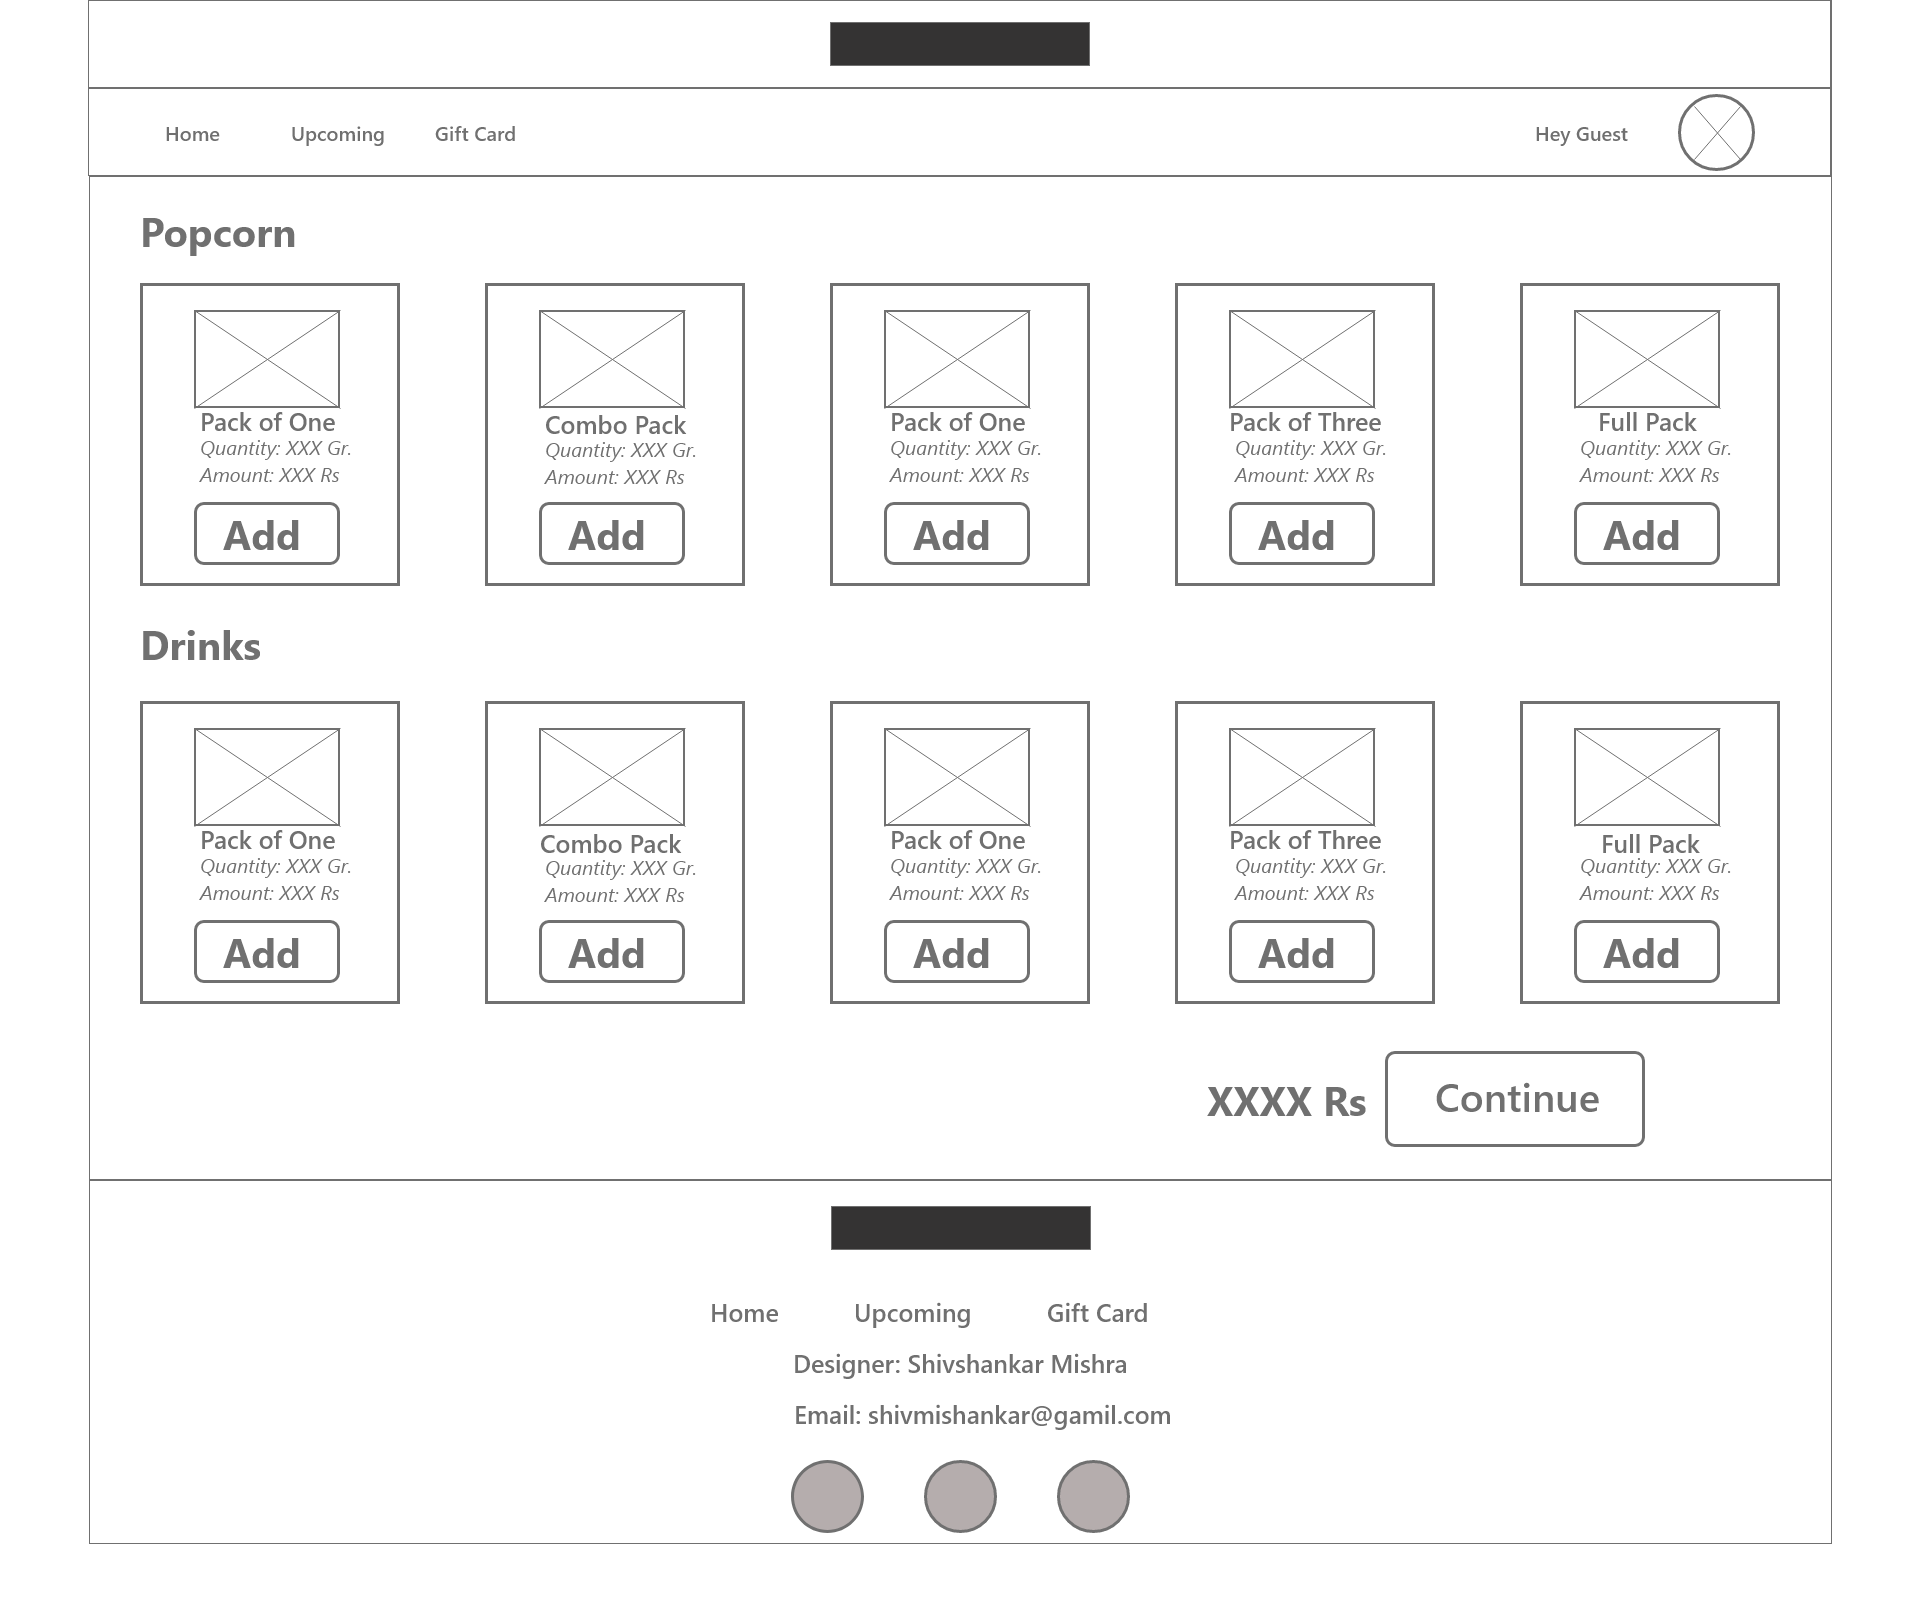 Home Upcoming Gift Card Hey Guest
Popcorn
Pack of One Combo Pack Pack of One Pack of Three Full Pack
Quantity: XXX Gr. Quantity: XXX Gr. Quantity: XXX Gr. Quantity: XXX Gr. Quantity: XXX Gr.
Amount: XXX Rs Amount: XXX Rs Amount: XXX Rs Amount: XXX Rs Amount: XXX Rs
Add Add Add Add Add
Drinks
Pack of One Combo Pack Pack of One Pack of Three Full Pack
Quantity: XXX Gr. Quantity: XXX Gr. Quantity: XXX Gr. Quantity: XXX Gr. Quantity: XXX Gr.
Amount: XXX Rs Amount: XXX Rs Amount: XXX Rs Amount: XXX Rs Amount: XXX Rs
Add Add Add Add Add
XXXX Rs Continue
Home Upcoming Gift Card
Designer: Shivshankar Mishra
Email: shivmishankar@gamil.com